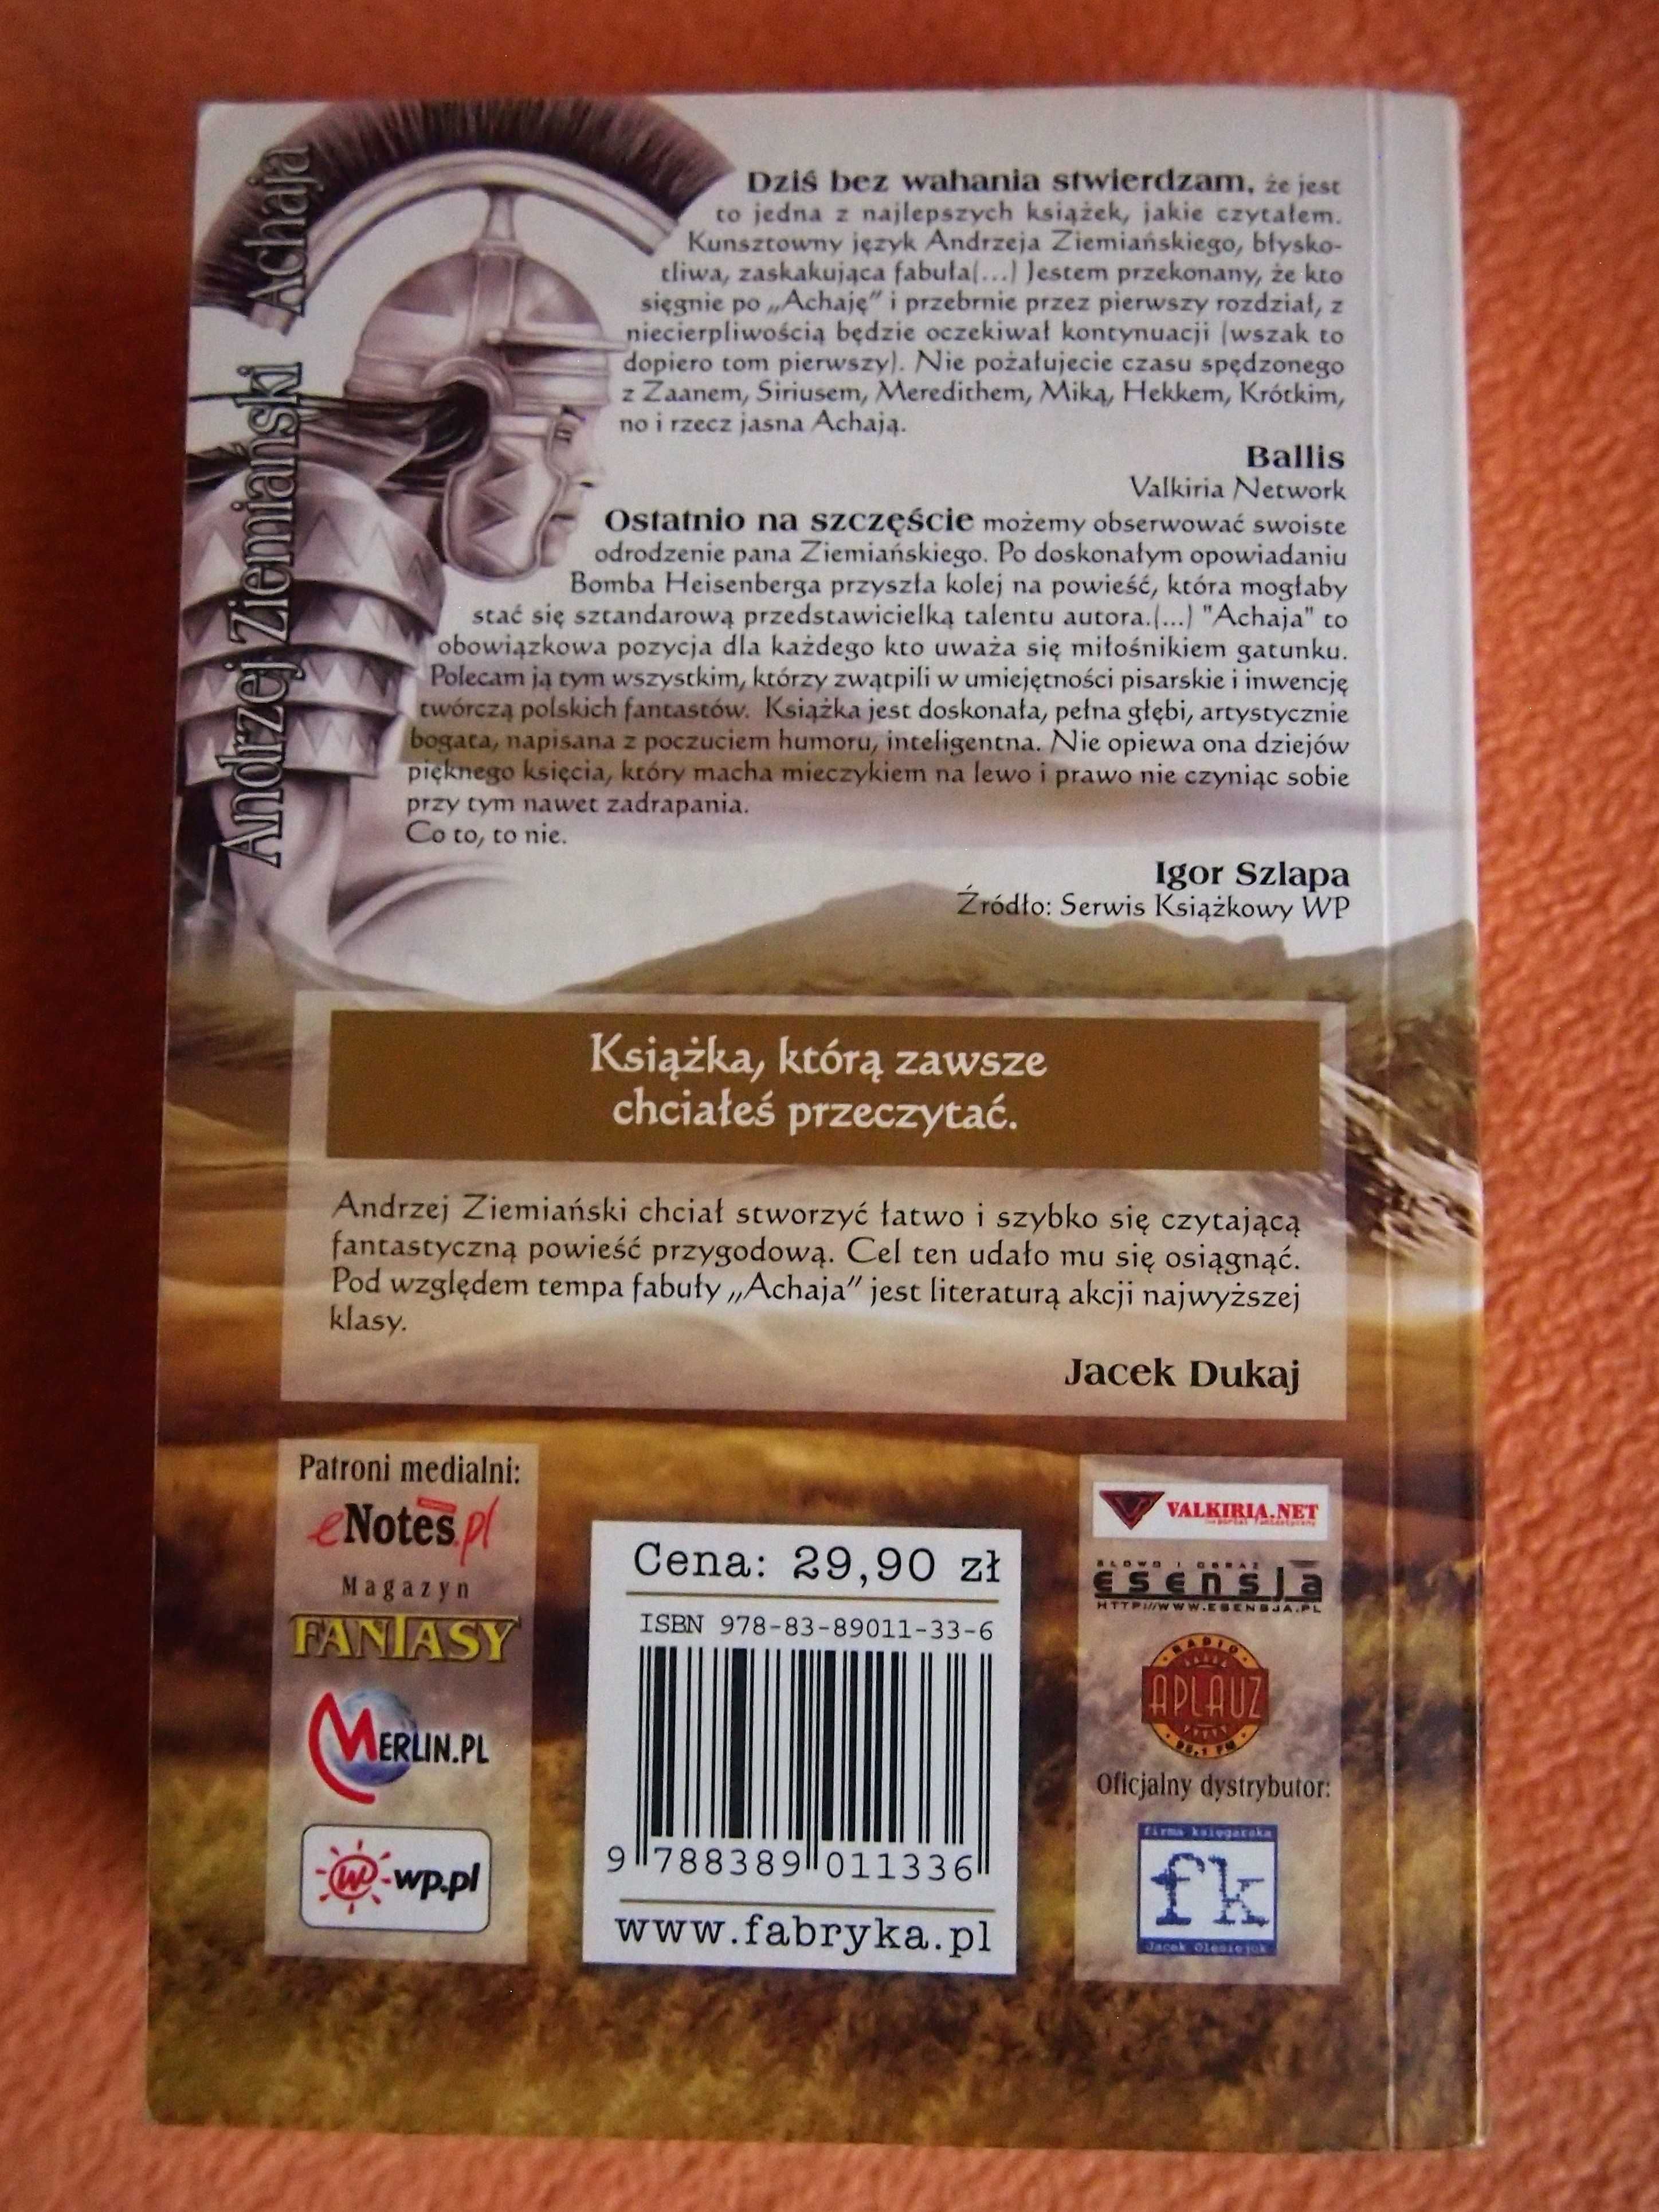 Andrzej Ziemiański Achaja
Dziś bez wahania stwierdzam, że jest
to jedna z najlepszych książek, jakie czytałem.
Kunsztowny język Andrzeja Ziemiańskiego, błysko-
tliwa, zaskakująca fabuła(...) Jestem przekonany, że kto
sięgnie po „Achaję” i przebrnie przez pierwszy rozdział, z
niecierpliwością będzie oczekiwał kontynuacji (wszak to
dopiero tom pierwszy). Nie pożałujecie czasu spędzonego
z Zaanem, Siriusem, Meredithem, Miką, Hekkem, Krótkim,
no i rzecz jasna Achają.
Ballis
Valkiria Network
Ostatnio na szczęście możemy obserwować swoiste
odrodzenie pana Ziemiańskiego. Po doskonałym opowiadaniu
Bomba Heisenberga przyszła kolej na powieść, która mogłaby
stać się sztandarową przedstawicielką talentu autora.(...) "Achaja" to
obowiązkowa pozycja dla każdego kto uważa się miłośnikiem gatunku.
Polecam ją tym wszystkim, którzy zwątpili w umiejętności pisarskie i inwencję
twórczą polskich fantastów. Książka jest doskonała, pełna głębi, artystycznie
bogata, napisana z poczuciem humoru, inteligentna. Nie opiewa ona dziejów
pięknego księcia, który macha mieczykiem na lewo i prawo nie czyniąc sobie
przy tym nawet zadrapania.
Co to, to nie.
Igor Szlapa
Źródło: Serwis Książkowy WP
Książka, którą zawsze
chciałeś przeczytać.
Andrzej Ziemiański chciał stworzyć łatwo i szybko się czytającą
fantastyczną powieść przygodową. Cel ten udało mu się osiągnąć.
Pod względem tempa fabuły „Achaja” jest literaturą akcji najwyższej
klasy.
Jacek Dukaj
Patroni medialni:
eNotes.pl
Magazyn
FANTASY
MERLIN.PL
wp.pl
Cena: 29,90 zł
ISBN 978-83-89011-33-6
9 788389 011336
www.fabryka.pl
VALKIRIA.NET
portal fantastyczny
SŁOWO I OBRAZ
esensja
HTTP://WWW.ESENSJA.PL
RADIO
APLAUZ
FM
Oficjalny dystrybutor:
firma księgarska
fk
Jacek Olesiejuk